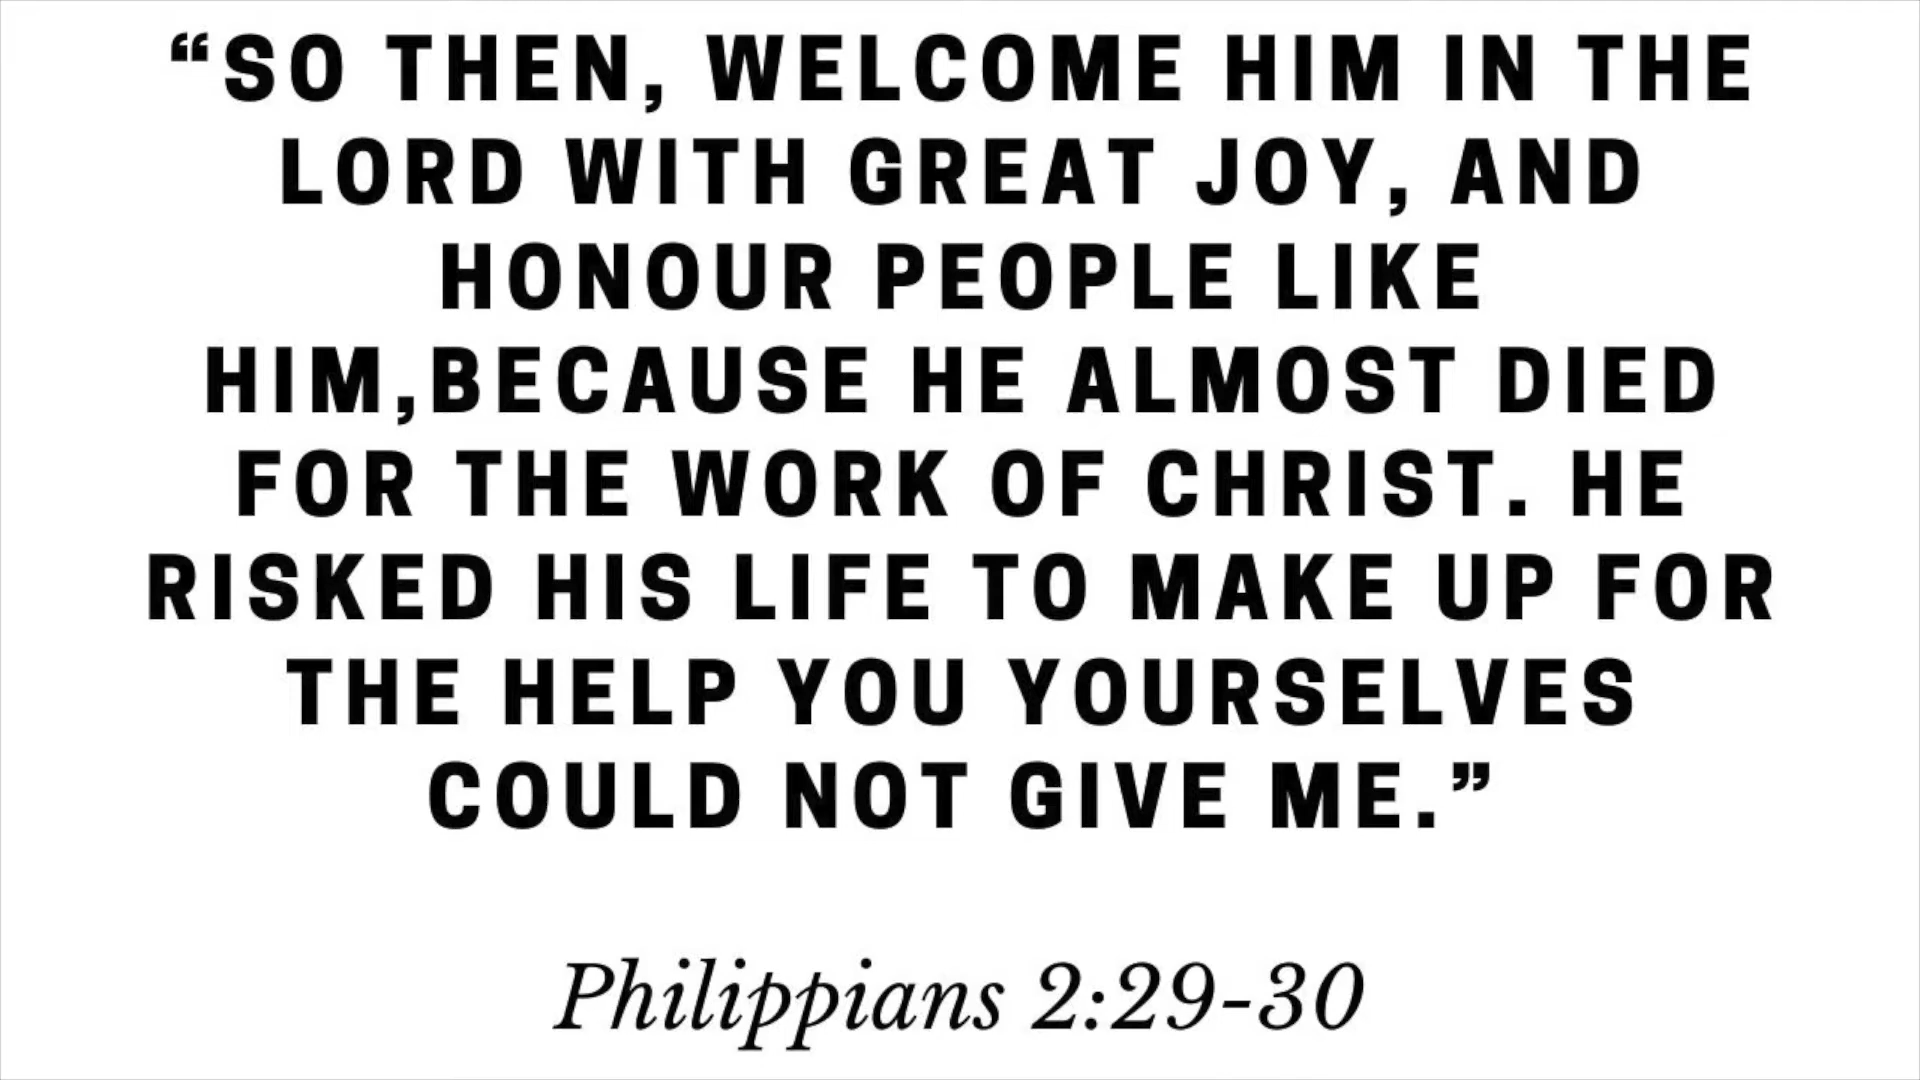 “SO THEN, WELCOME HIM IN THE
LORD WITH GREAT JOY, AND
HONOUR PEOPLE LIKE
HIM,BECAUSE HE ALMOST DIED
FOR THE WORK OF CHRIST. HE
RISKED HIS LIFE TO MAKE UP FOR
THE HELP YOU YOURSELVES
COULD NOT GIVE ME.”
Philippians 2:29-30